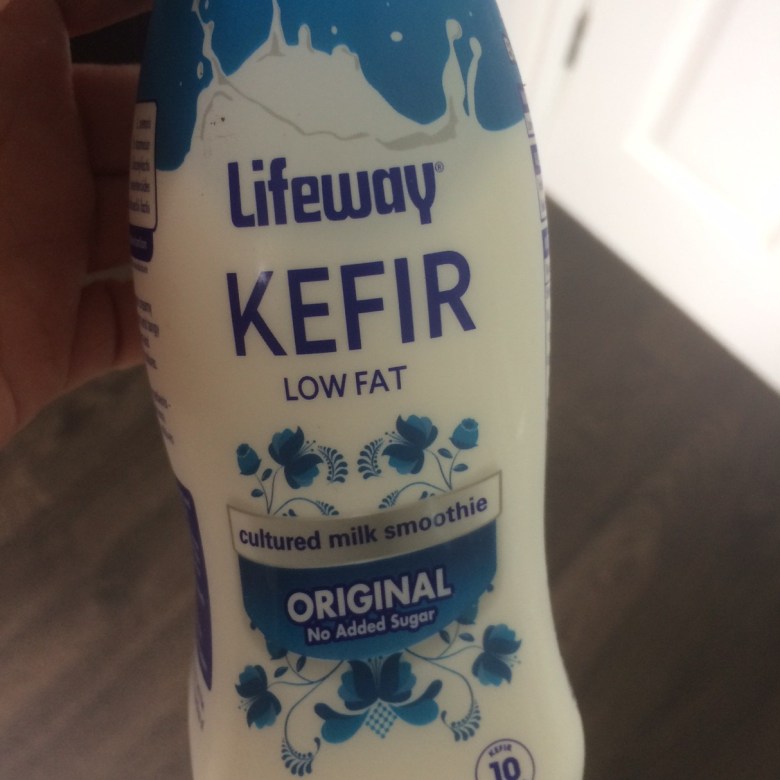 Lifeway®
KEFIR
LOW FAT
cultured milk smoothie
ORIGINAL
No Added Sugar
KEFIR
10